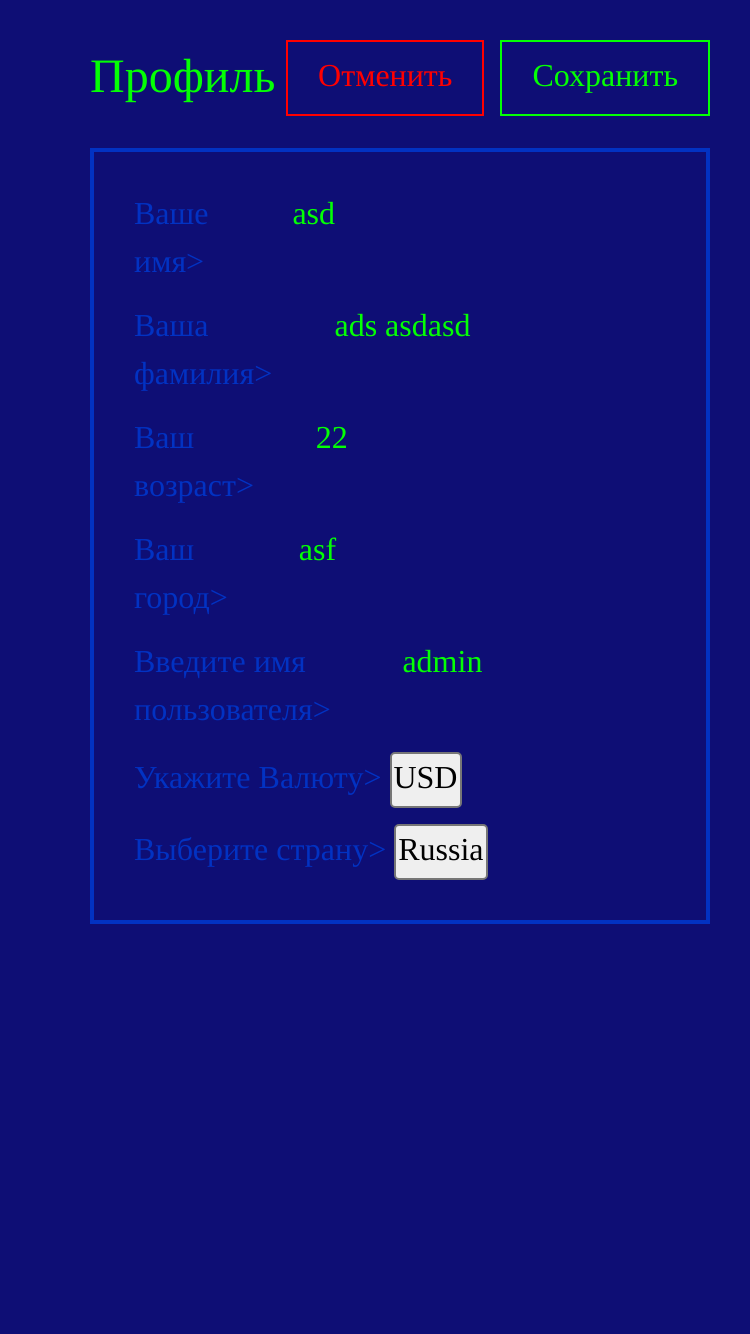 Профиль Отменить Сохранить
Ваше asd
имя>
Ваша ads asdasd
фамилия>
Ваш 22
возраст>
Ваш asf
город>
Введите имя admin
пользователя>
Укажите Валюту> USD
Выберите страну> Russia